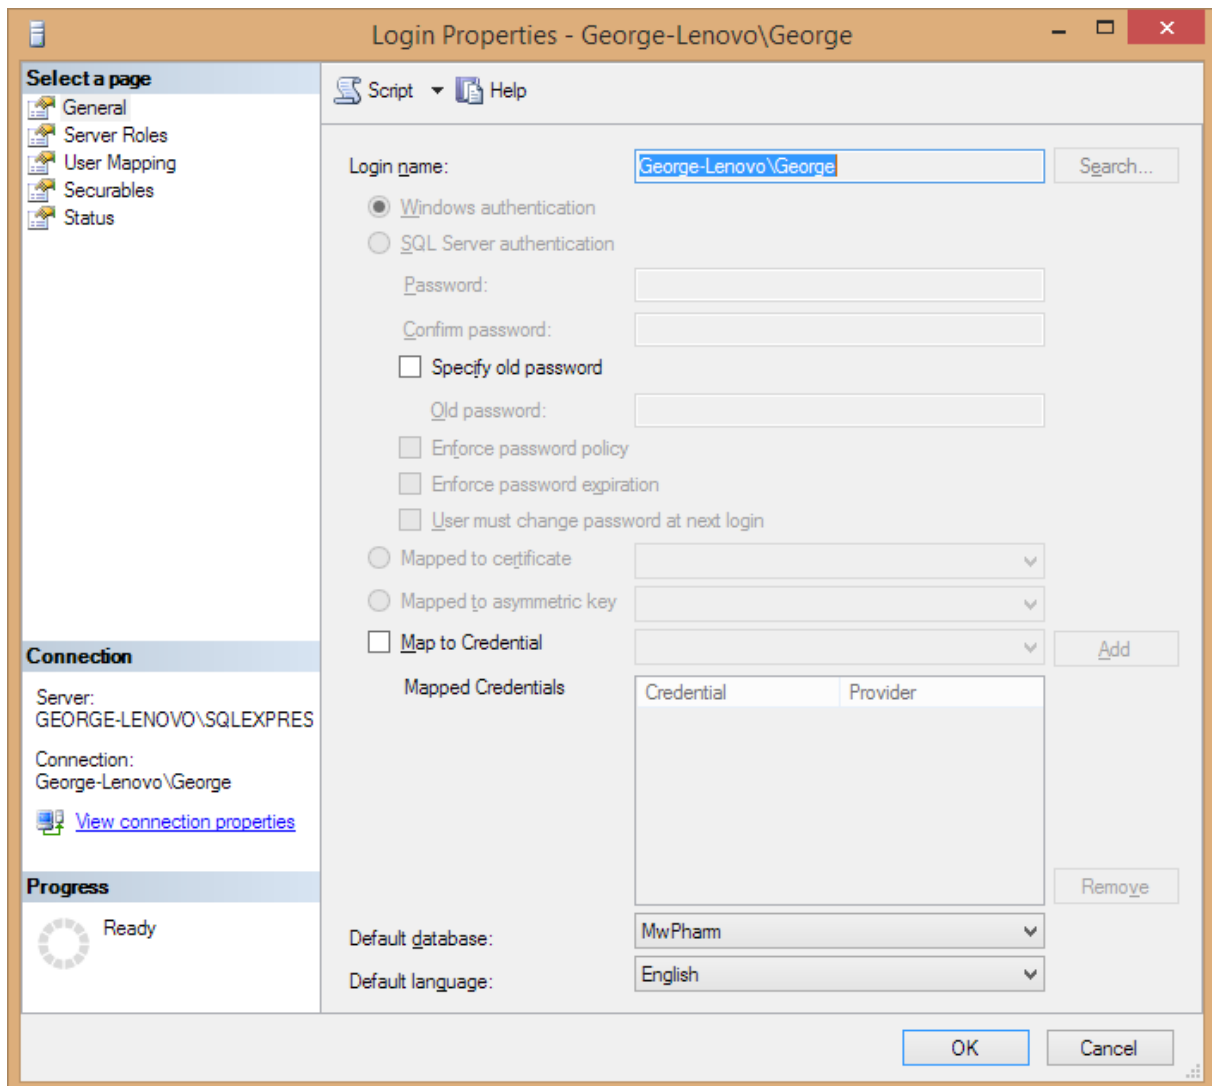 Login Properties - George-Lenovo\George
Select a page
General
Server Roles
User Mapping
Securables
Status
Script Help
Login name: George-Lenovo\George Search...
Windows authentication
SQL Server authentication
Password:
Confirm password:
Specify old password
Old password:
Enforce password policy
Enforce password expiration
User must change password at next login
Mapped to certificate
Mapped to asymmetric key
Map to Credential Add
Mapped Credentials Credential Provider
Remove
Default database: MwPharm
Default language: English
Connection
Server:
GEORGE-LENOVO\SQLEXPRES
Connection:
George-Lenovo\George
View connection properties
Progress
Ready
OK Cancel